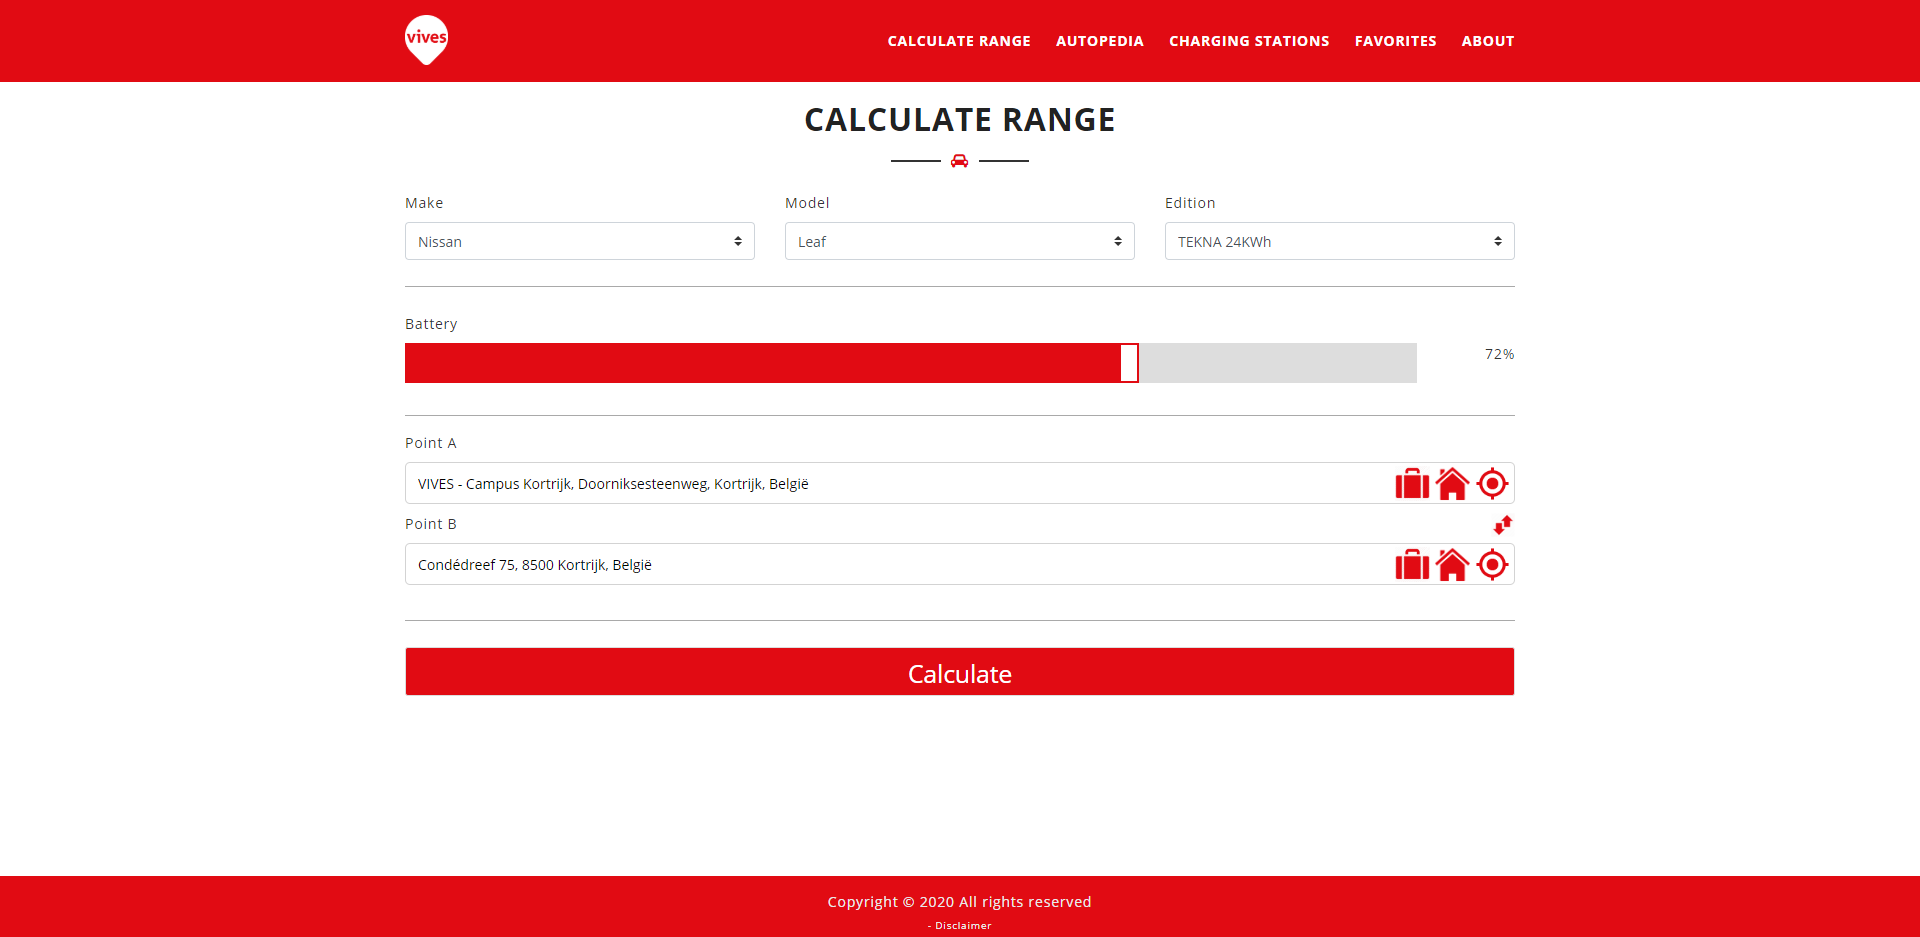 vives
CALCULATE RANGE AUTOPEDIA CHARGING STATIONS FAVORITES ABOUT
CALCULATE RANGE
Make Model Edition
Nissan Leaf TEKNA 24KWh
Battery
72%
Point A
VIVES - Campus Kortrijk, Doorniksesteenweg, Kortrijk, België
Point B
Condédreef 75, 8500 Kortrijk, België
Calculate
Copyright © 2020 All rights reserved
- Disclaimer